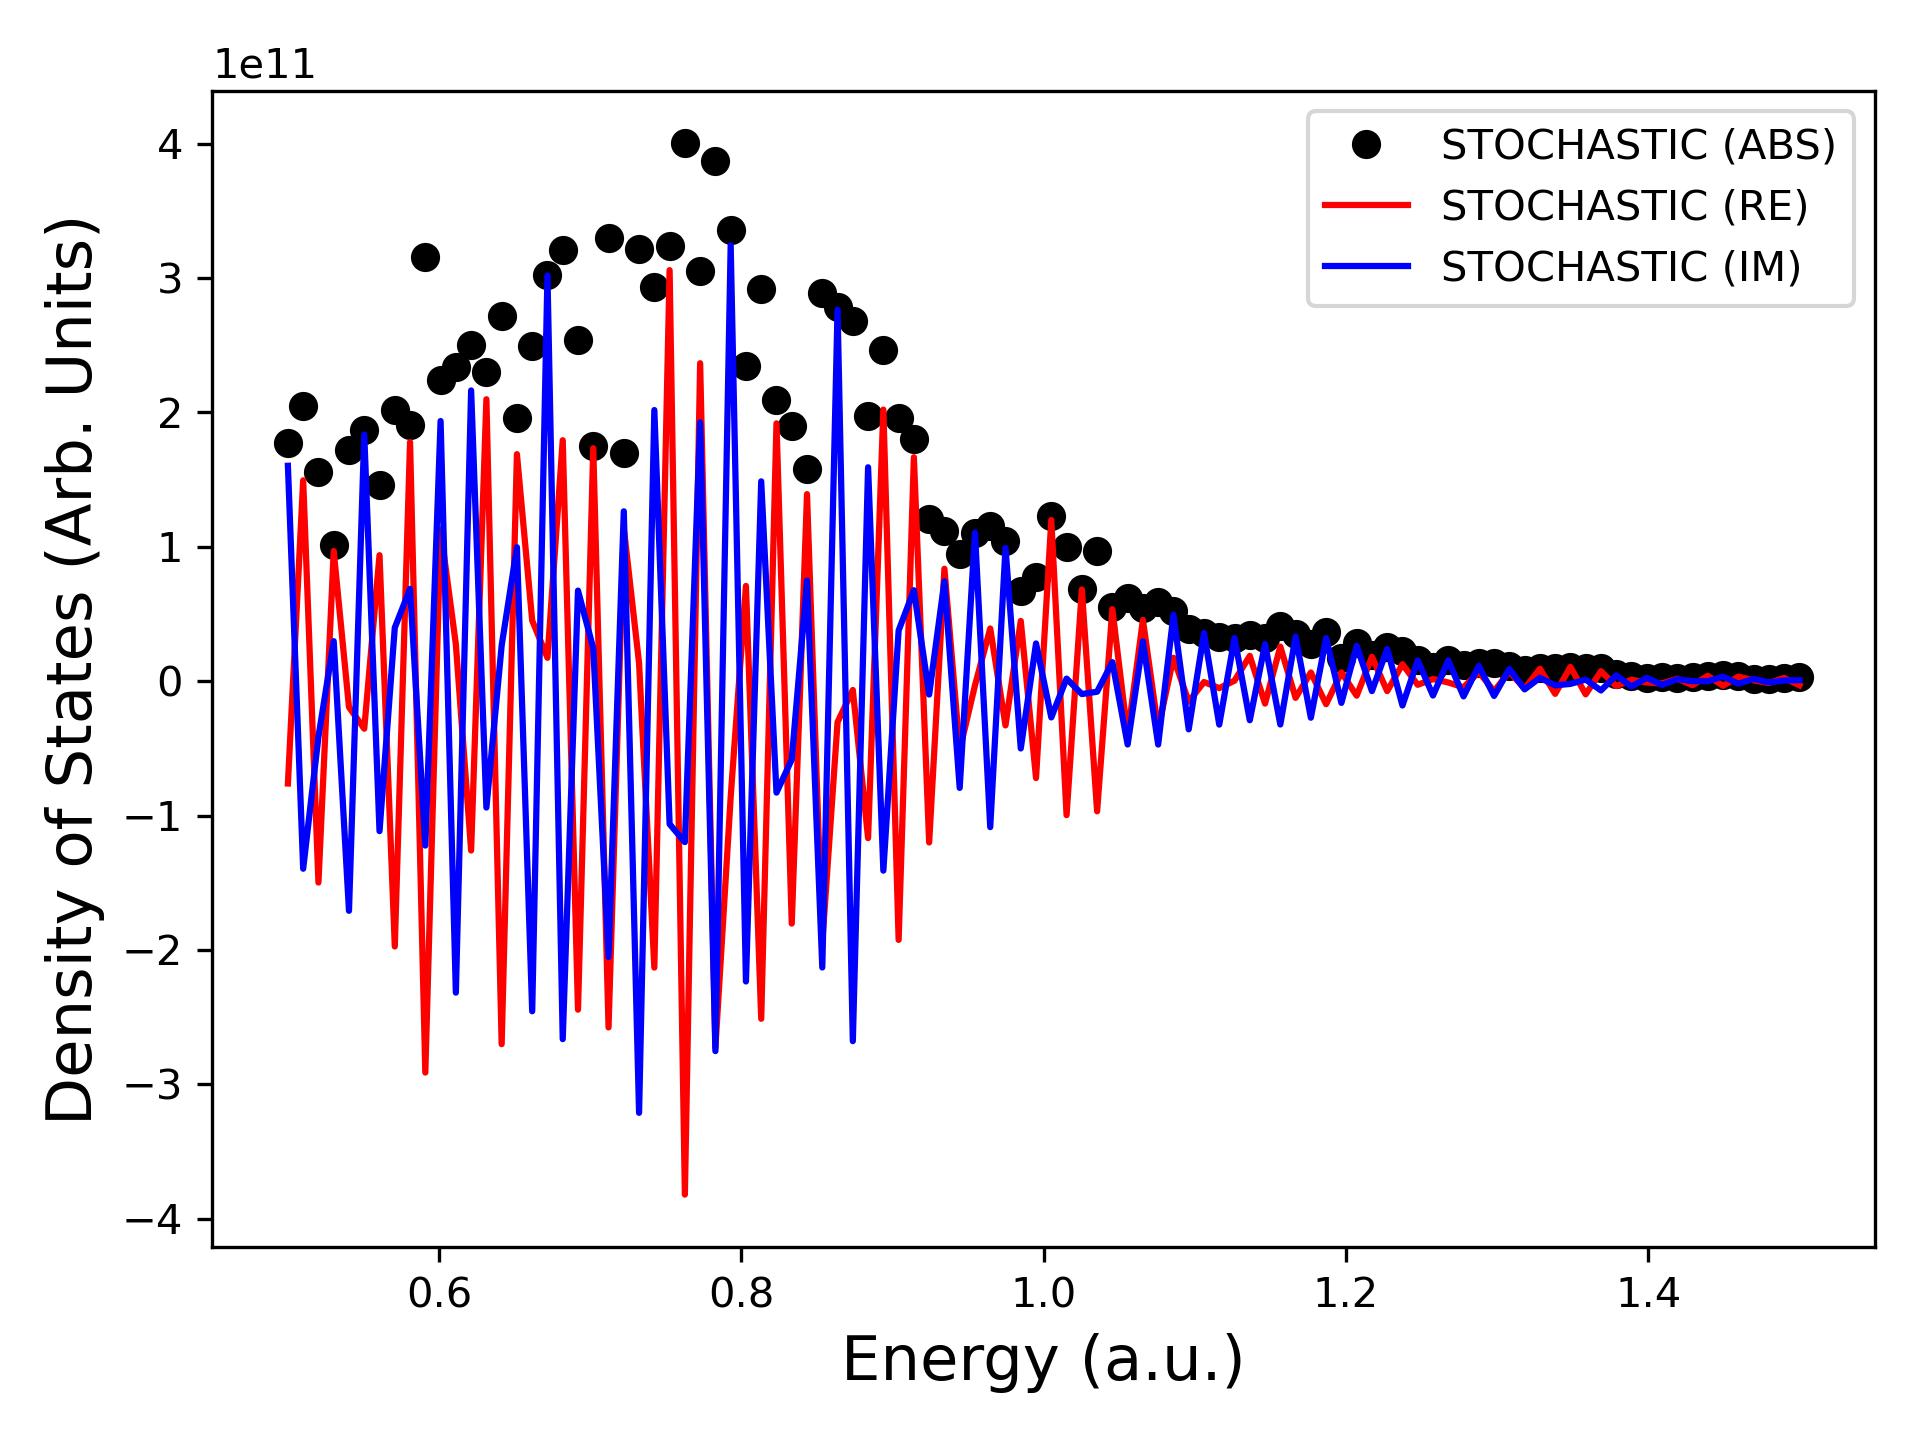 1e11
4
3
2
1
0
−1
−2
−3
−4
Density of States (Arb. Units)
STOCHASTIC (ABS)
STOCHASTIC (RE)
STOCHASTIC (IM)
0.6 0.8 1.0 1.2 1.4
Energy (a.u.)